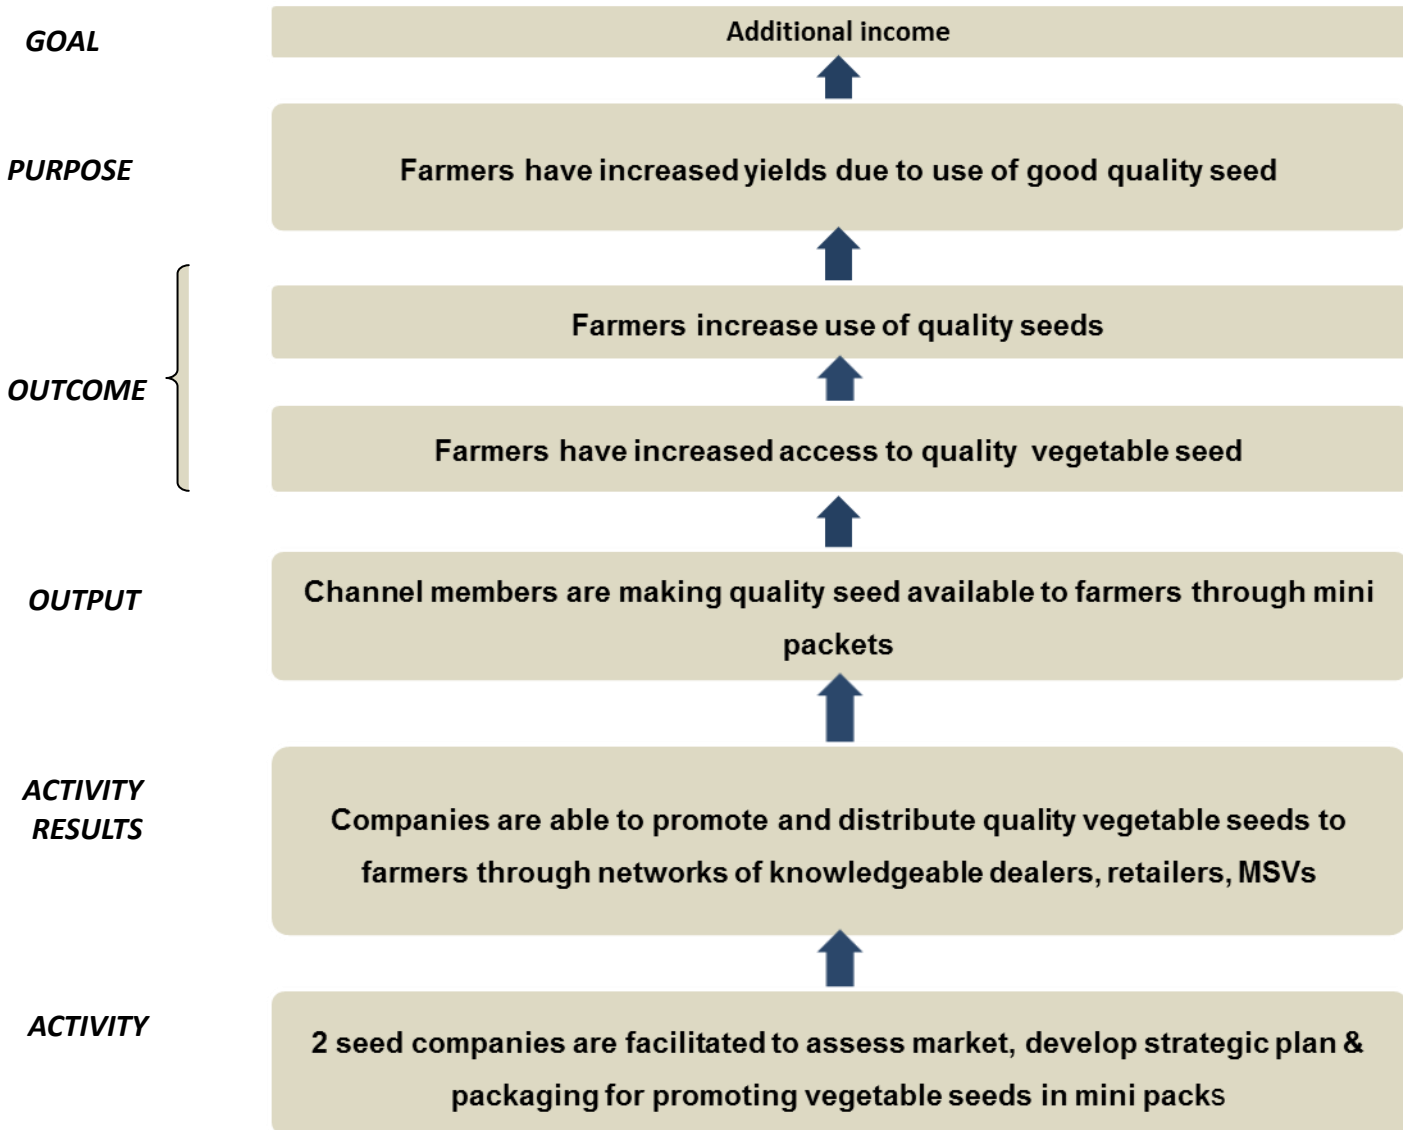 GOAL
Additional income
PURPOSE
Farmers have increased yields due to use of good quality seed
Farmers increase use of quality seeds
OUTCOME
Farmers have increased access to quality vegetable seed
OUTPUT
Channel members are making quality seed available to farmers through mini
packets
ACTIVITY
RESULTS
Companies are able to promote and distribute quality vegetable seeds to
farmers through networks of knowledgeable dealers, retailers, MSVs
ACTIVITY
2 seed companies are facilitated to assess market, develop strategic plan &
packaging for promoting vegetable seeds in mini packs